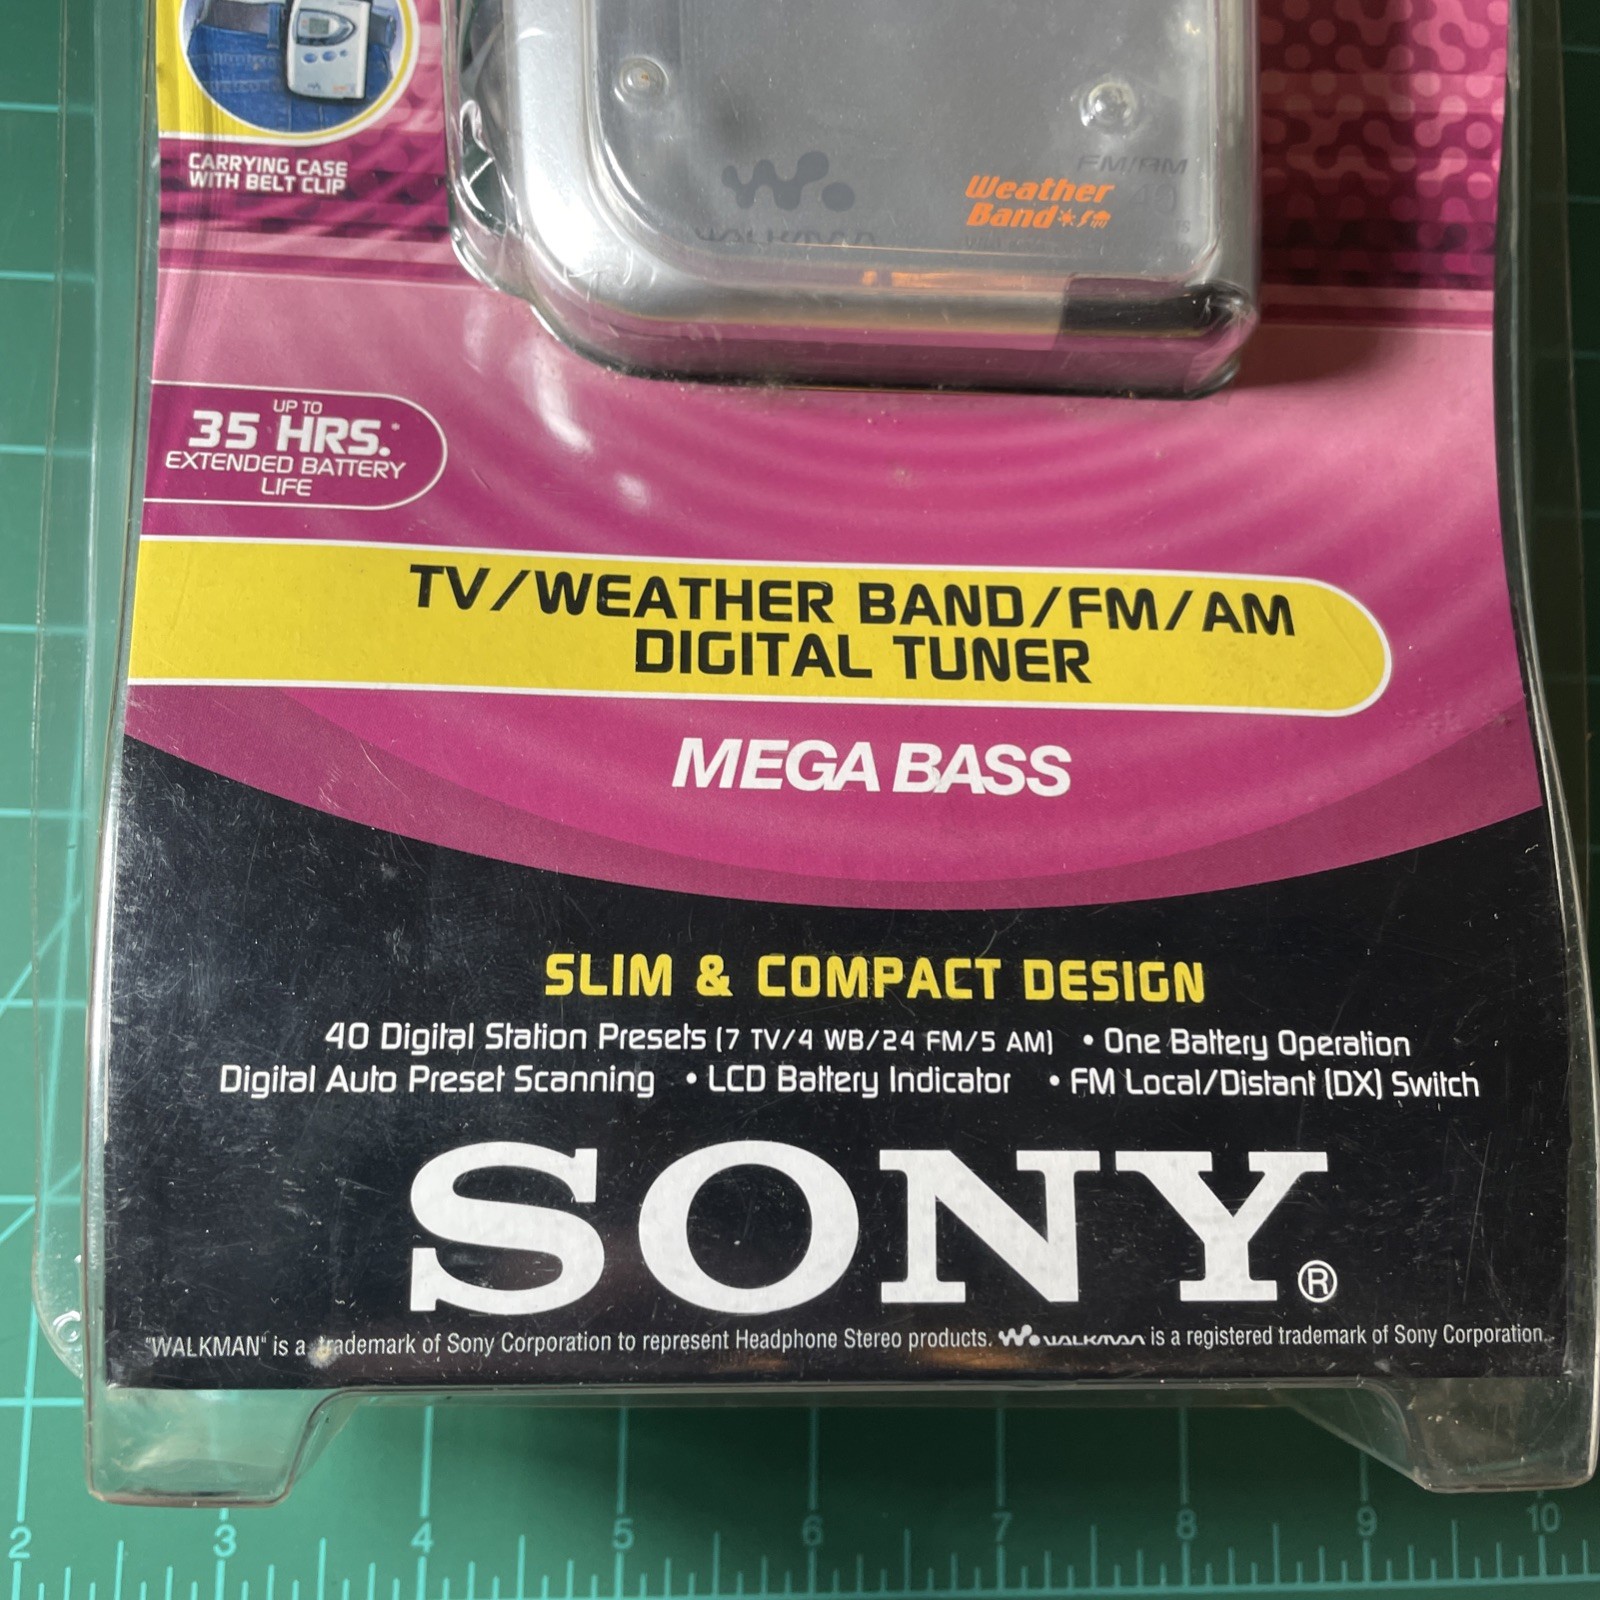 CARRYING CASE
WITH BELT CLIP
WALKMAN
FM/AM
40
Weather
Band
UP TO
35 HRS.*
EXTENDED BATTERY
LIFE
TV/WEATHER BAND/FM/AM
DIGITAL TUNER
MEGA BASS
SLIM & COMPACT DESIGN
40 Digital Station Presets (7 TV/4 WB/24 FM/5 AM) • One Battery Operation
Digital Auto Preset Scanning • LCD Battery Indicator • FM Local/Distant (DX) Switch
SONY®
"WALKMAN" is a trademark of Sony Corporation to represent Headphone Stereo products. W. WALKMAN is a registered trademark of Sony Corporation.
2 3 4 5 6 7 8 9 10